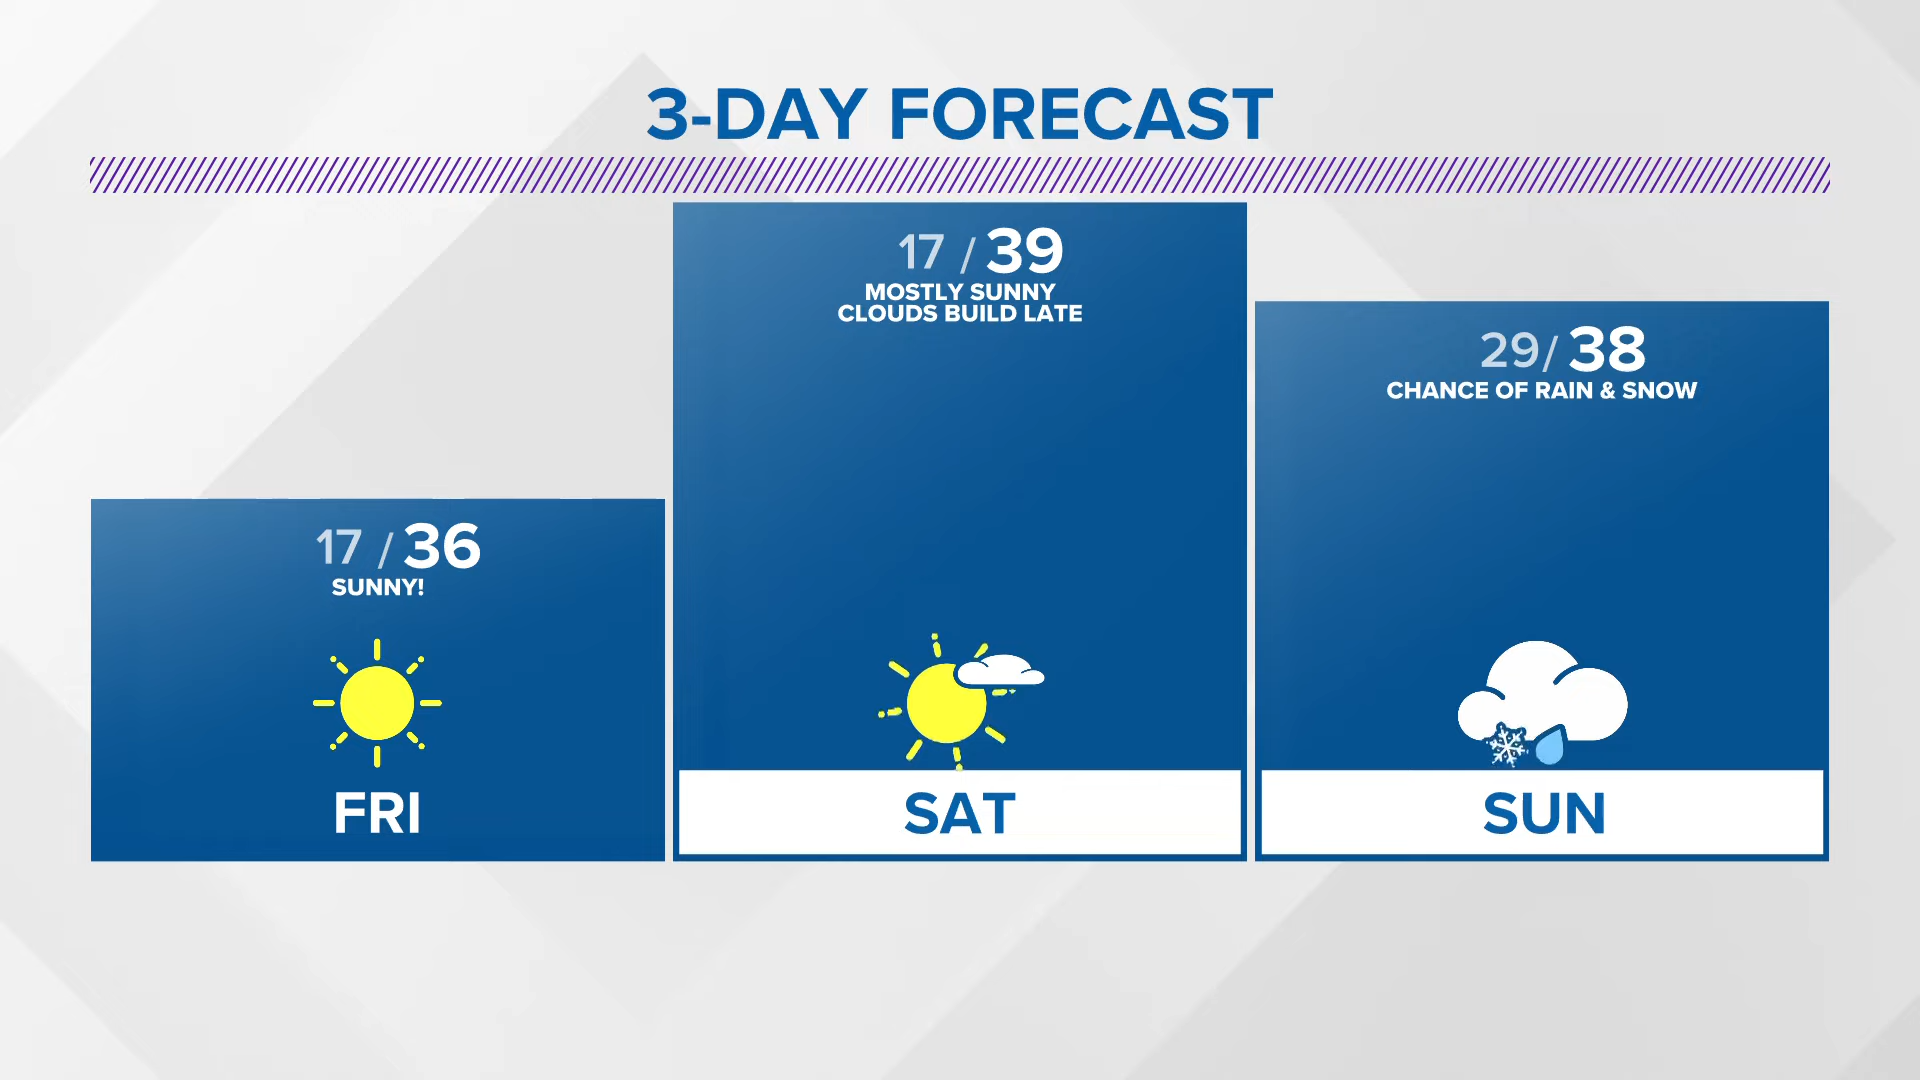 3-DAY FORECAST
17 / 36
SUNNY!
FRI
17 / 39
MOSTLY SUNNY
CLOUDS BUILD LATE
SAT
29/ 38
CHANCE OF RAIN & SNOW
SUN